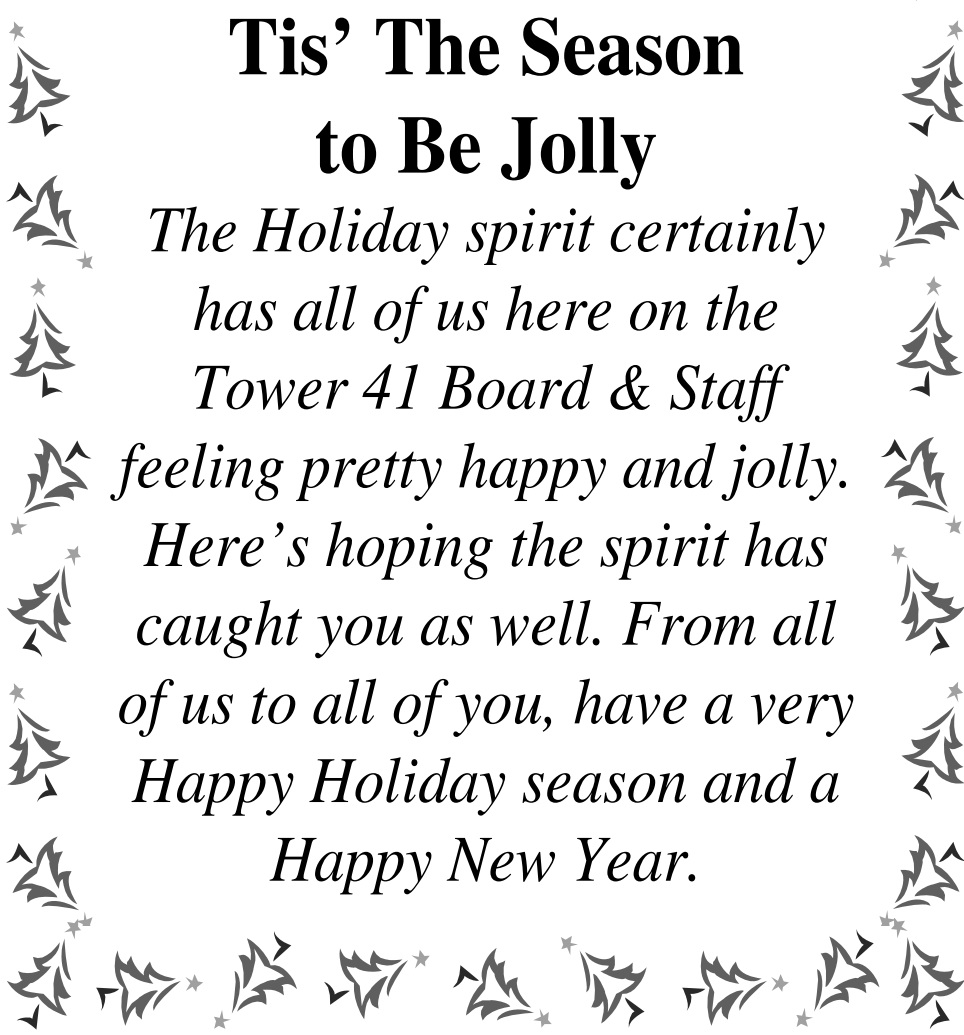 Tis’ The Season
to Be Jolly
The Holiday spirit certainly
has all of us here on the
Tower 41 Board & Staff
feeling pretty happy and jolly.
Here’s hoping the spirit has
caught you as well. From all
of us to all of you, have a very
Happy Holiday season and a
Happy New Year.